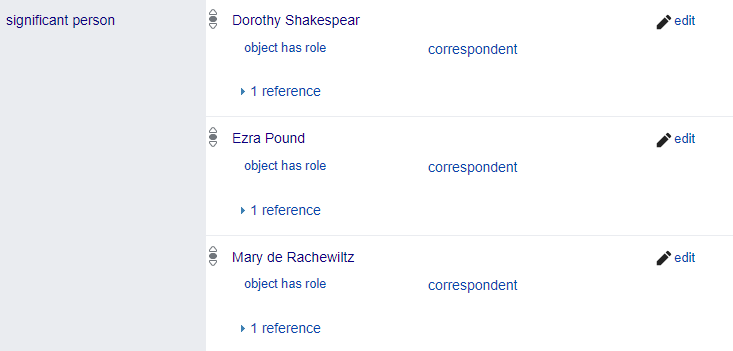 significant person
Dorothy Shakespear edit
object has role correspondent
1 reference
Ezra Pound edit
object has role correspondent
1 reference
Mary de Rachewiltz edit
object has role correspondent
1 reference